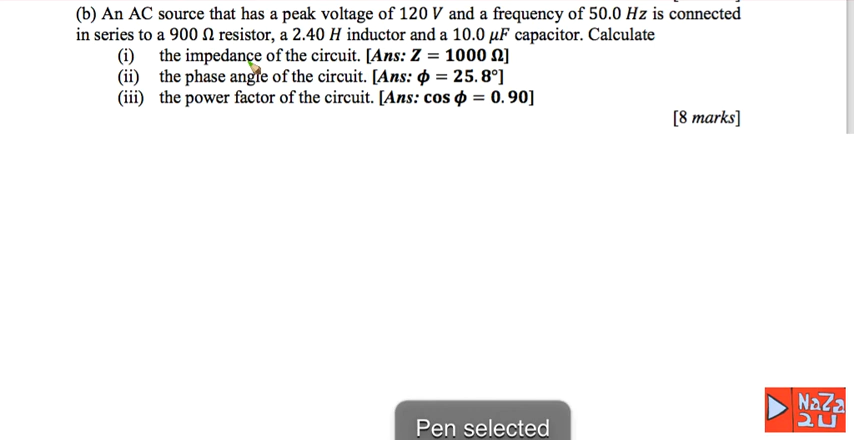 (b) An AC source that has a peak voltage of 120 V and a frequency of 50.0 Hz is connected
in series to a 900 Ω resistor, a 2.40 H inductor and a 10.0 μF capacitor. Calculate
(i) the impedance of the circuit. [Ans: Z = 1000 Ω]
(ii) the phase angle of the circuit. [Ans: ϕ = 25.8°]
(iii) the power factor of the circuit. [Ans: cos ϕ = 0.90]
[8 marks]
NaZa
2U
Pen selected